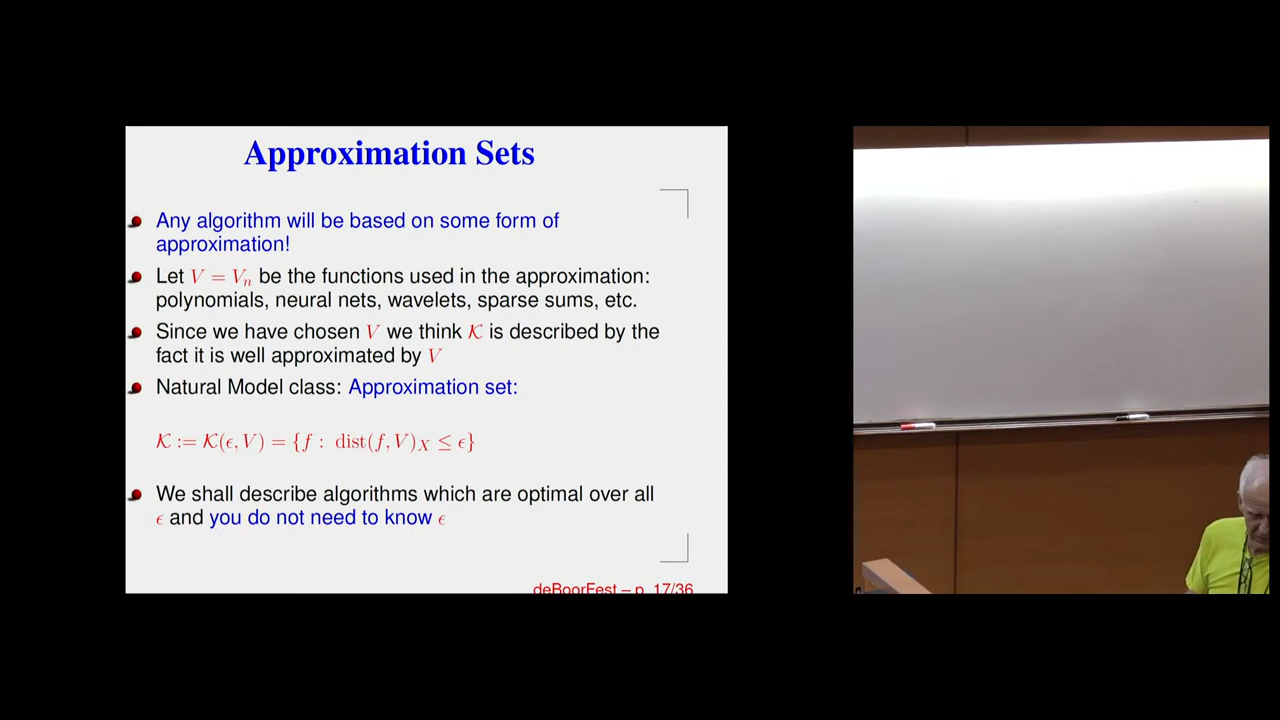 Approximation Sets
Any algorithm will be based on some form of
approximation!
Let V = Vₙ be the functions used in the approximation:
polynomials, neural nets, wavelets, sparse sums, etc.
Since we have chosen V we think 𝒦 is described by the
fact it is well approximated by V
Natural Model class: Approximation set:
𝒦 := 𝒦(ϵ, V) = {f : dist(f, V)_X ≤ ϵ}
We shall describe algorithms which are optimal over all
ϵ and you do not need to know ϵ
deBoorFest – p. 17/36